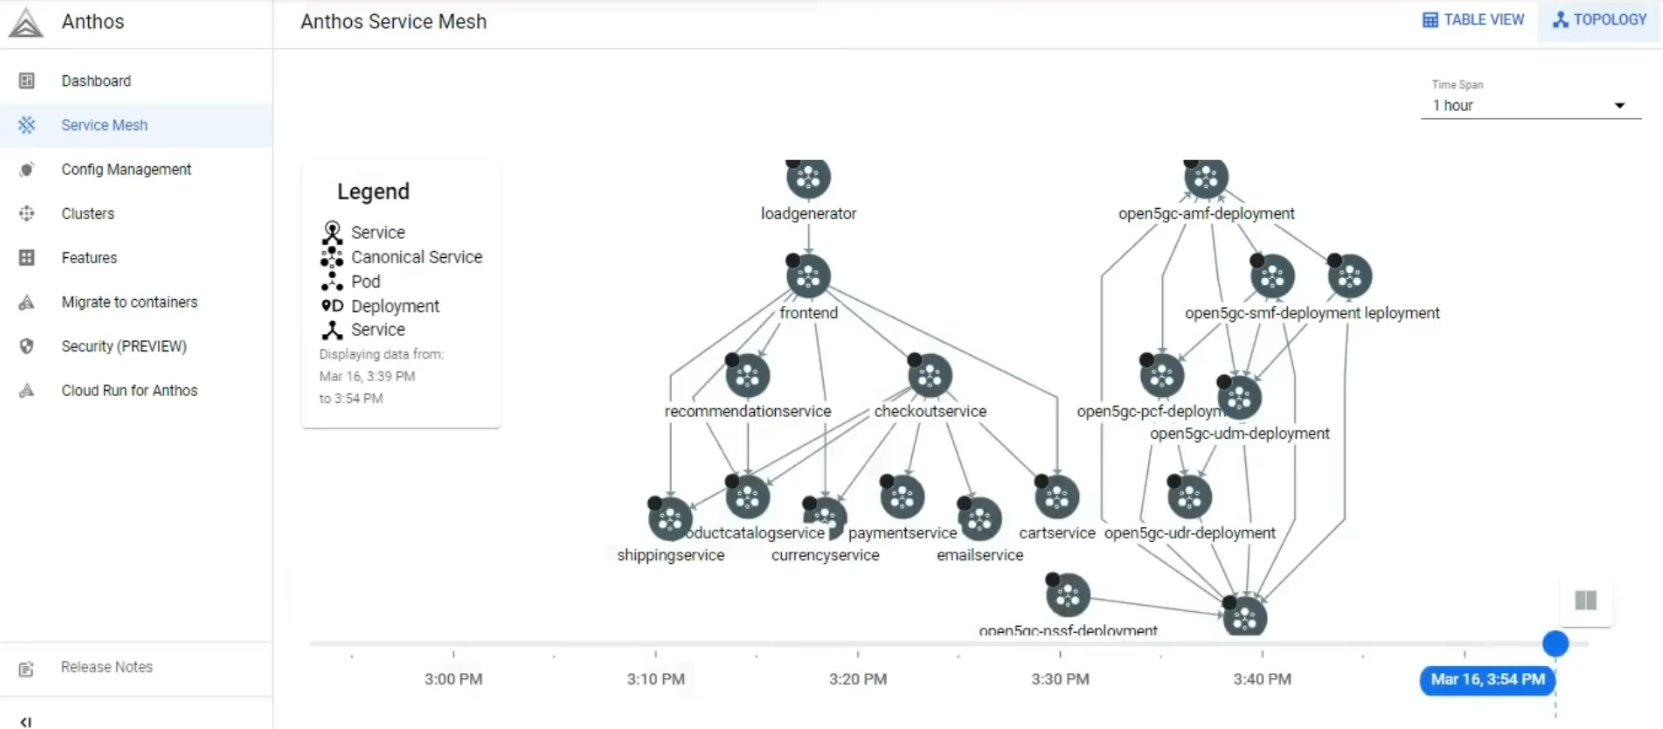 Anthos
Anthos Service Mesh
TABLE VIEW
TOPOLOGY
Dashboard
Service Mesh
Config Management
Clusters
Features
Migrate to containers
Security (PREVIEW)
Cloud Run for Anthos
Release Notes
Time Span
1 hour
Legend
Service
Canonical Service
Pod
D Deployment
Service
Displaying data from:
Mar 16, 3:39 PM
to 3:54 PM
loadgenerator
frontend
recommendationservice
checkoutservice
oductcatalogservice
paymentservice
cartservice
shippingservice
currencyservice
emailservice
open5gc-amf-deployment
open5gc-smf-deployment
leployment
open5gc-pcf-deploym
open5gc-udm-deployment
open5gc-udr-deployment
open5gc-nssf-deployment
3:00 PM
3:10 PM
3:20 PM
3:30 PM
3:40 PM
Mar 16, 3:54 PM